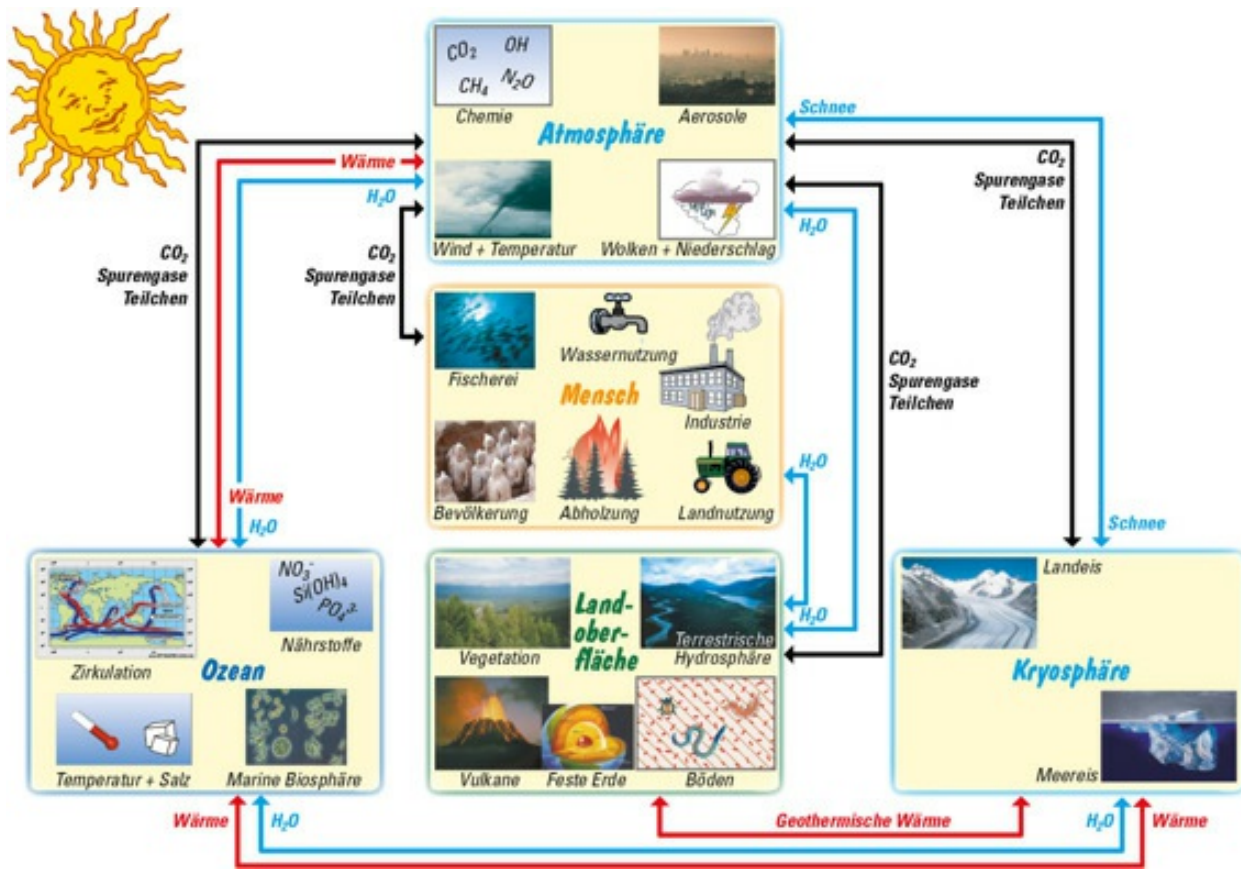 CO₂ OH
CH₄ N₂O
Chemie
Aerosole
Atmosphäre
Wind + Temperatur
Wolken + Niederschlag
Schnee
Wärme
H₂O
CO₂
Spurengase
Teilchen
CO₂
Spurengase
Teilchen
H₂O
CO₂
Spurengase
Teilchen
Fischerei
Wassernutzung
Mensch
Industrie
Bevölkerung
Abholzung
Landnutzung
CO₂
Spurengase
Teilchen
H₂O
Wärme
H₂O
Schnee
NO₃⁻
Si(OH)₄
PO₄³⁻
Zirkulation
Nährstoffe
Ozean
Temperatur + Salz
Marine Biosphäre
Land-
ober-
fläche
Vegetation
Terrestrische
Hydrosphäre
Vulkane
Feste Erde
Böden
H₂O
H₂O
Landeis
Kryosphäre
Meereis
Wärme
H₂O
Geothermische Wärme
H₂O
Wärme